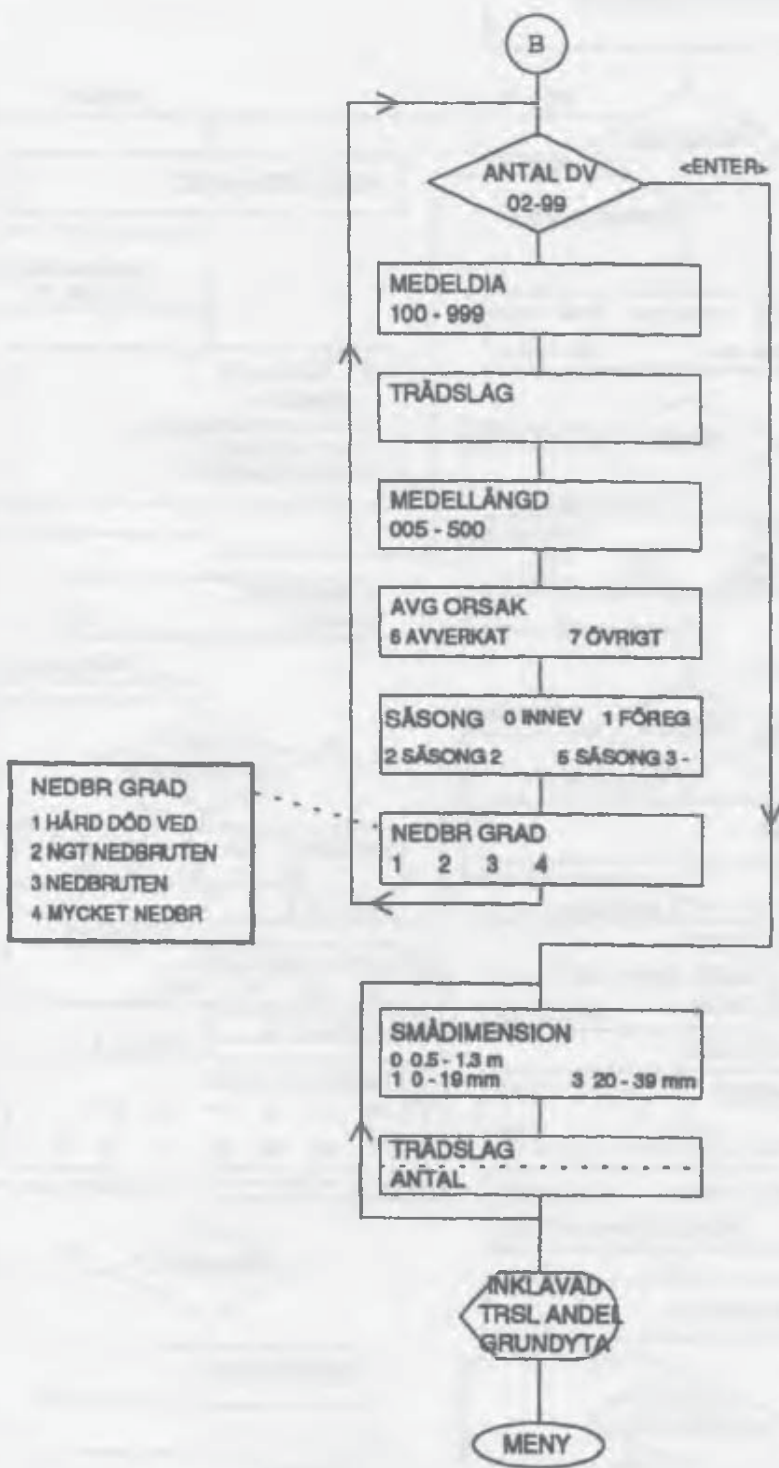 B
ANTAL DV
02-99
<ENTER>
MEDELDIA
100 - 999
TRÄDSLAG
MEDELLÄNGD
005 - 500
AVG ORSAK
6 AVVERKAT 7 ÖVRIGT
SÄSONG 0 INNEV 1 FÖREG
2 SÄSONG 2 6 SÄSONG 3 -
NEDBR GRAD
1 HÅRD DÖD VED
2 NGT NEDBRUTEN
3 NEDBRUTEN
4 MYCKET NEDBR
NEDBR GRAD
1 2 3 4
SMÅDIMENSION
0 0.5 - 1.3 m
1 0 - 19 mm 3 20 - 39 mm
TRÄDSLAG
ANTAL
INKLAVAD
TRSL ANDEL
GRUNDYTA
MENY